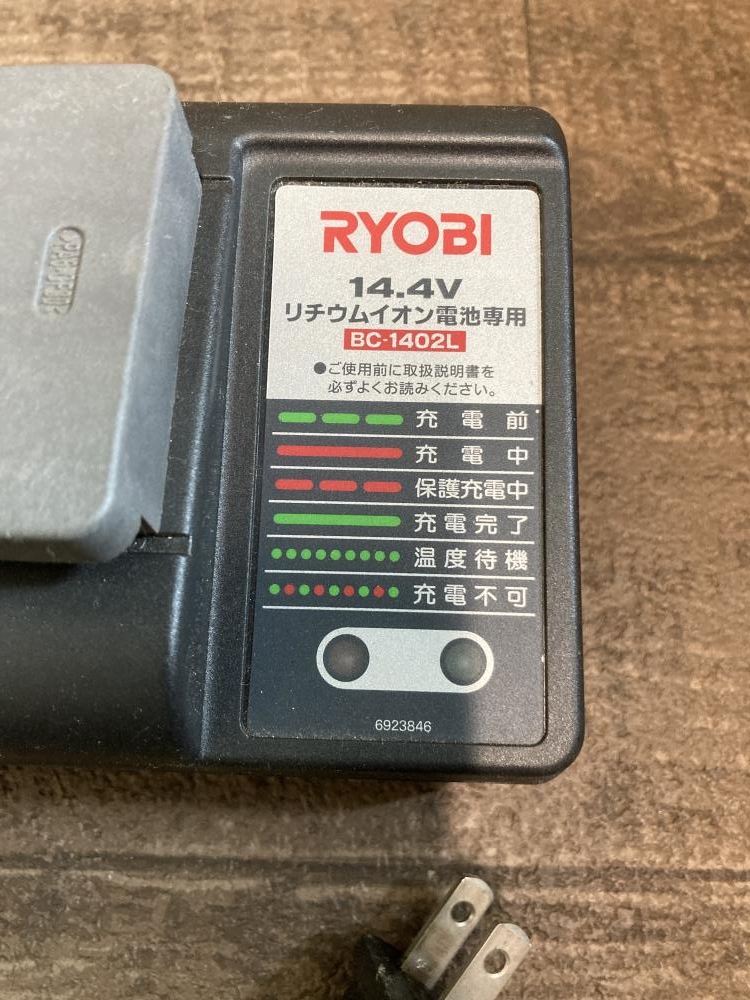 RYOBI
14.4V
リチウムイオン電池専用
BC-1402L
●ご使用前に取扱説明書を
必ずよくお読みください。
充電前
充電中
保護充電中
充電完了
温度待機
充電不可
6923846